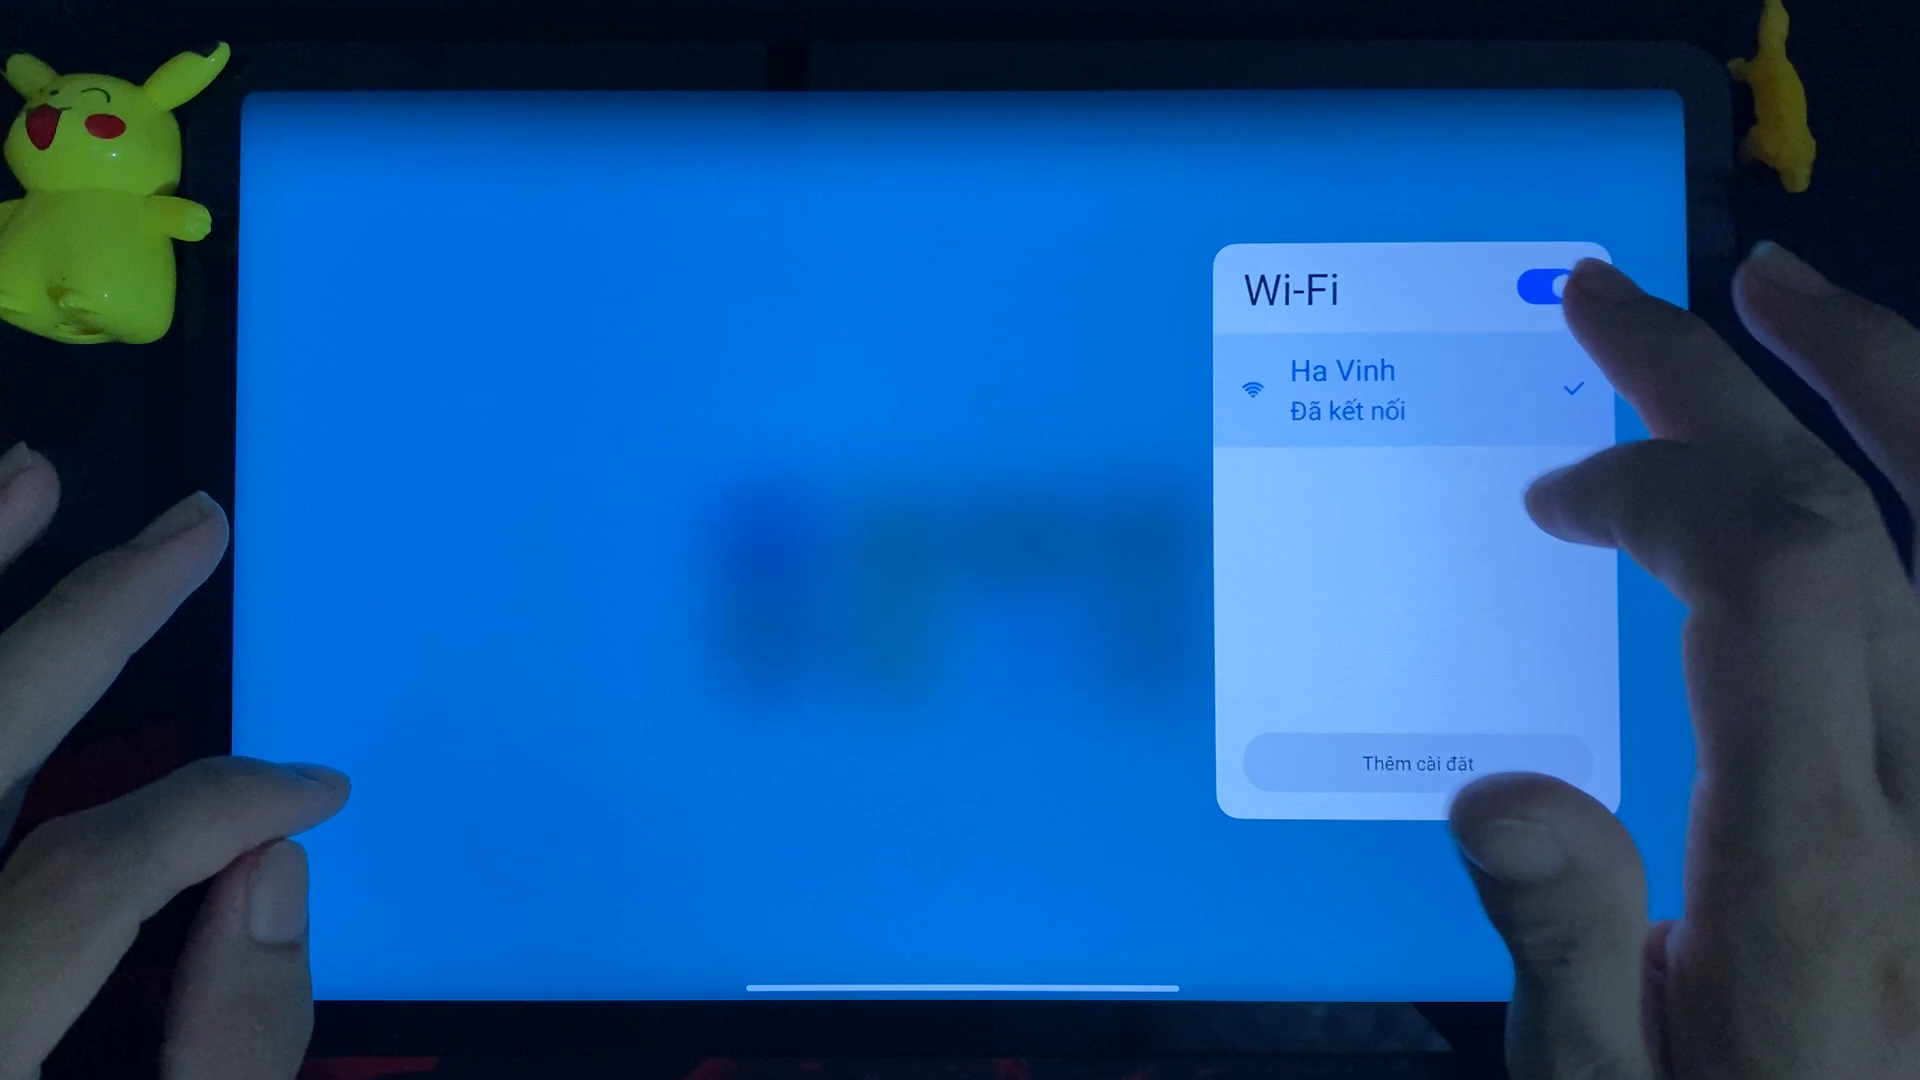 Wi-Fi
Ha Vinh
Đã kết nối
Thêm cài đặt